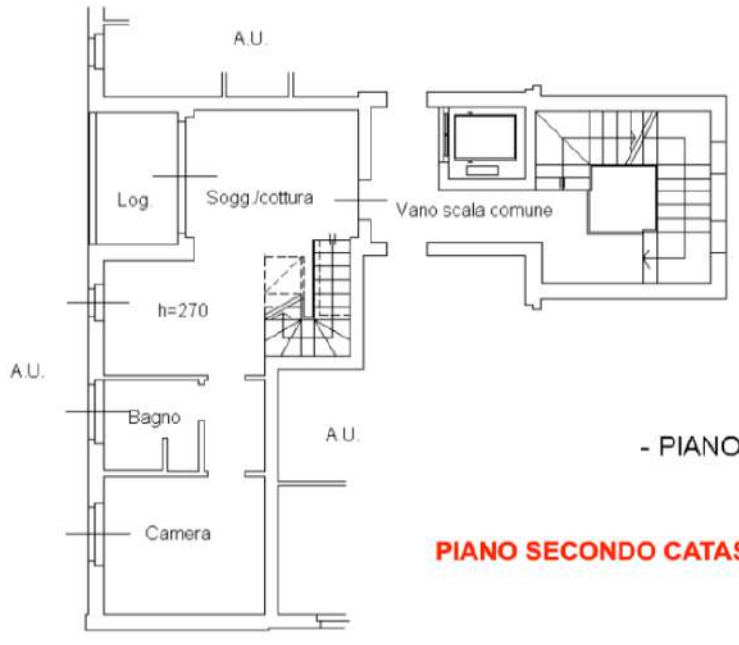 A.U.
Log.
Sogg./cottura
Vano scala comune
h=270
A.U.
Bagno
A.U.
- PIANO
Camera
PIANO SECONDO CATAS